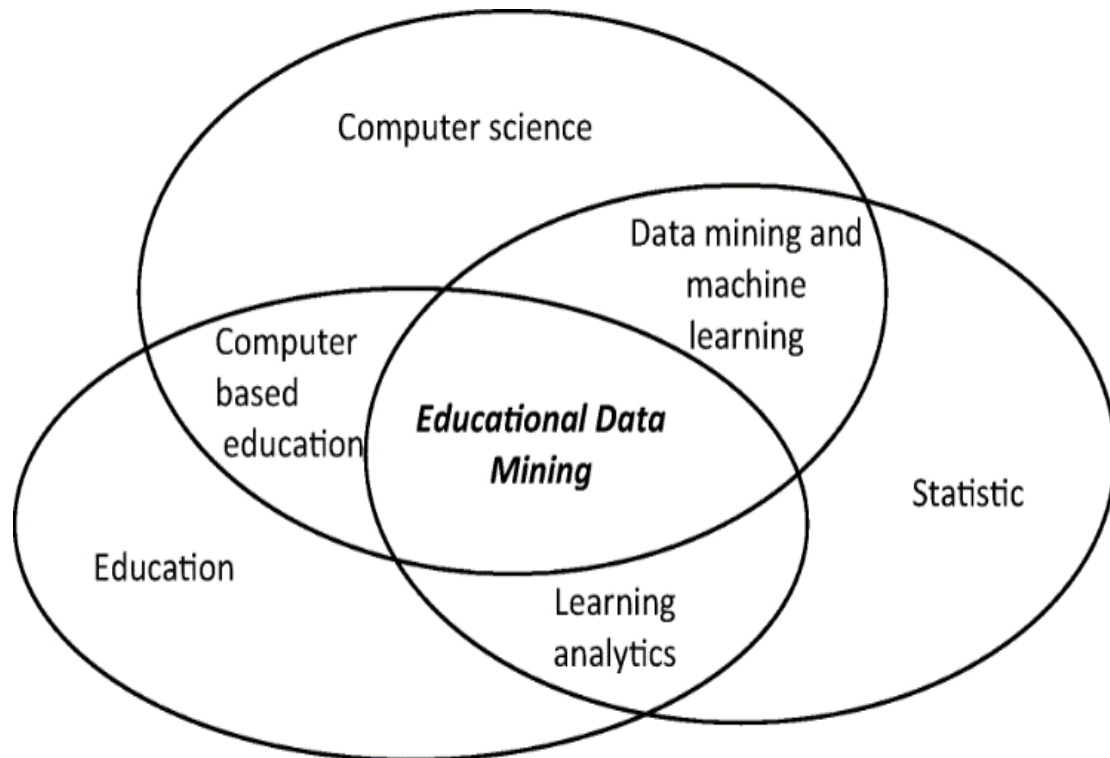 Computer science
Data mining and
machine
learning
Computer
based
education
Educational Data
Mining
Statistic
Education
Learning
analytics